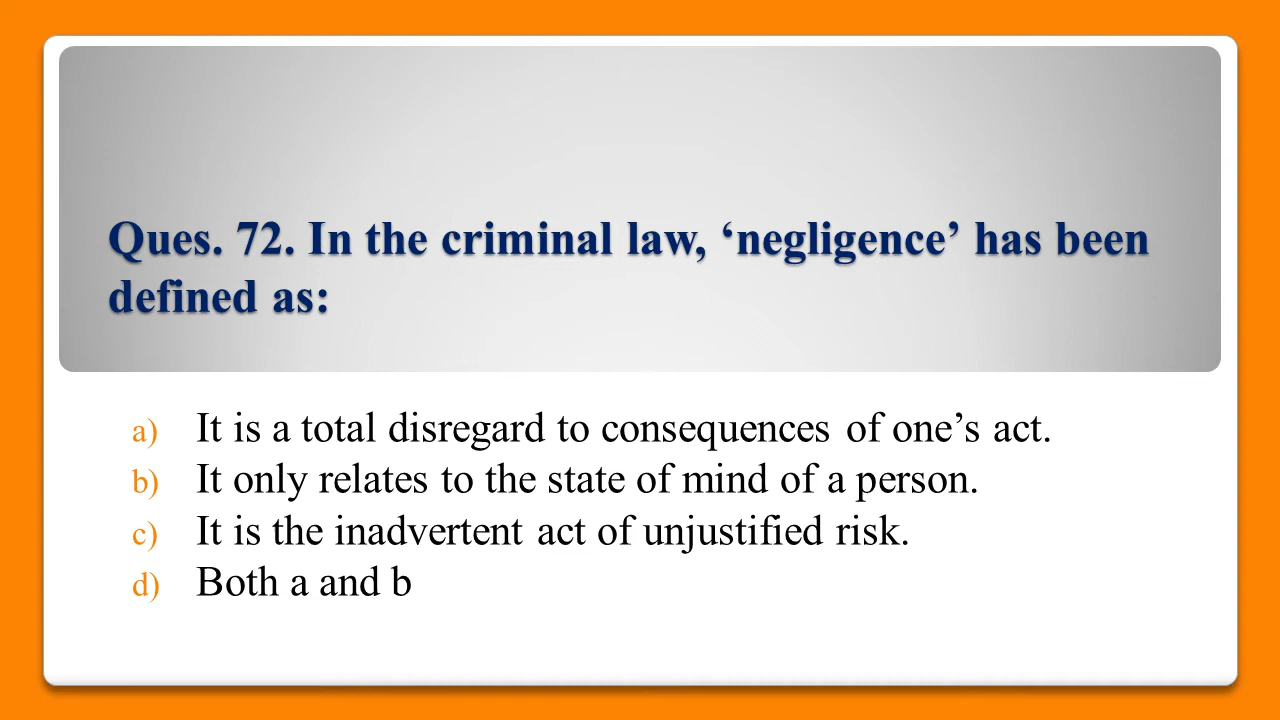 Ques. 72. In the criminal law, ‘negligence’ has been
defined as:
a) It is a total disregard to consequences of one’s act.
b) It only relates to the state of mind of a person.
c) It is the inadvertent act of unjustified risk.
d) Both a and b